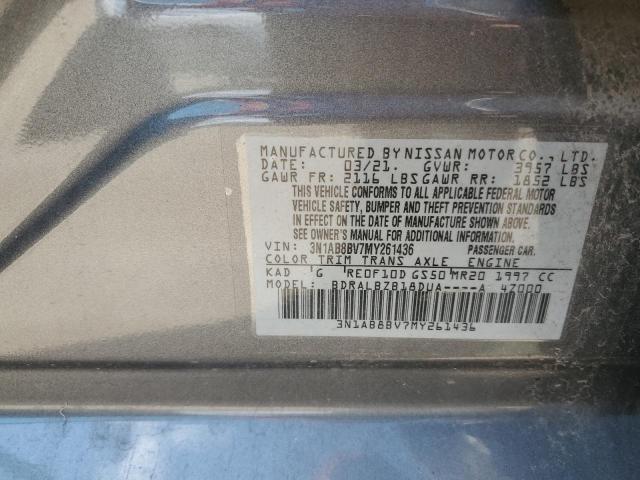 MANUFACTURED BY NISSAN MOTOR CO., LTD.
DATE: 03/21. GVWR: 3957 LBS
GAWR FR: 2116 LBS GAWR RR: 1852 LBS
THIS VEHICLE CONFORMS TO ALL APPLICABLE FEDERAL MOTOR
VEHICLE SAFETY, BUMPER AND THEFT PREVENTION STANDARDS
IN EFFECT ON THE DATE OF MANUFACTURE SHOWN ABOVE.
SEE OWNER'S MANUAL FOR ADDITIONAL INFORMATION.
VIN: 3N1AB8BV7MY261436 PASSENGER CAR.
COLOR TRIM TRANS AXLE ENGINE
KAD G RE0F10D GS50 MR20 1997 CC
MODEL: BDRALBZB18DUA----A 4Z000
3N1AB8BV7MY261436